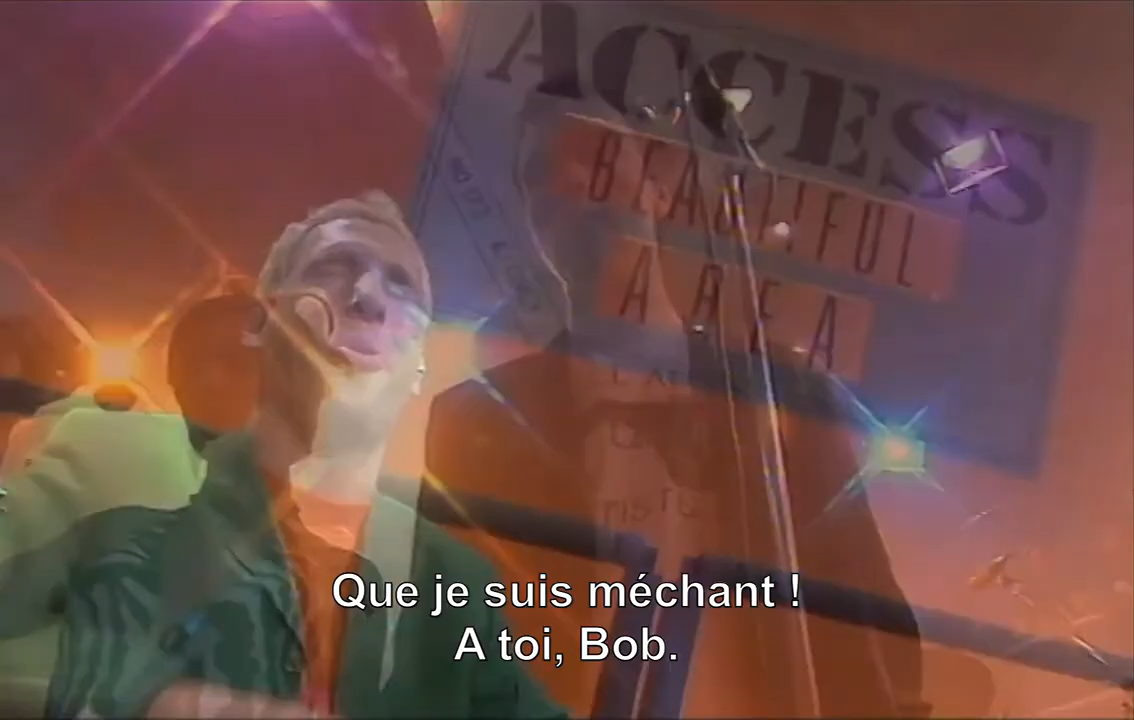 ACCESS
BEAUTIFUL
AREA
Que je suis méchant !
A toi, Bob.